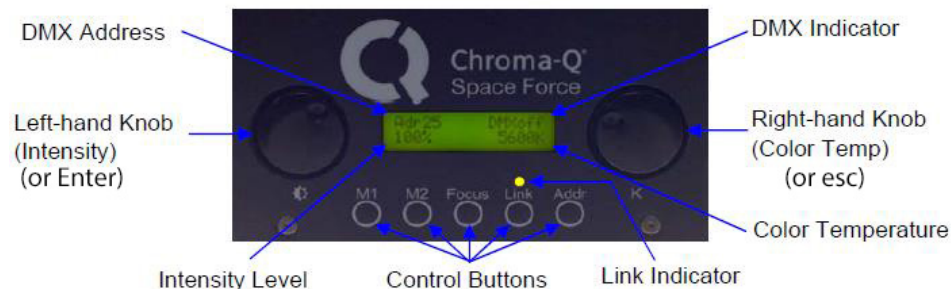 DMX Address
DMX Indicator
Chroma-Q®
Space Force
Left-hand Knob
(Intensity)
(or Enter)
Adr25 DMXoff
100% 5600K
Right-hand Knob
(Color Temp)
(or esc)
M1 M2 Focus Link Addr K
Color Temperature
Intensity Level
Control Buttons
Link Indicator